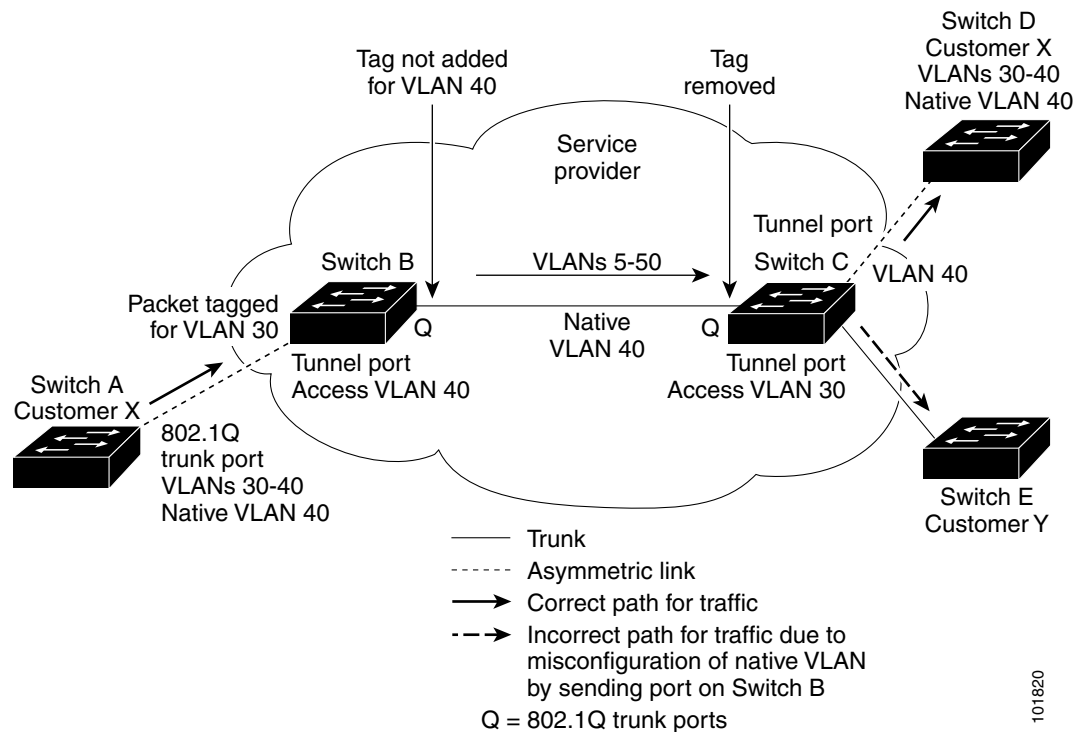 Switch D
Customer X
VLANs 30-40
Native VLAN 40
Tag not added
for VLAN 40
Tag
removed
Service
provider
Tunnel port
Switch B
VLANs 5-50
Switch C
VLAN 40
Packet tagged
for VLAN 30
Q
Native
VLAN 40
Q
Tunnel port
Access VLAN 40
Tunnel port
Access VLAN 30
Switch A
Customer X
802.1Q
trunk port
VLANs 30-40
Native VLAN 40
Switch E
Customer Y
Trunk
Asymmetric link
Correct path for traffic
Incorrect path for traffic due to
misconfiguration of native VLAN
by sending port on Switch B
Q = 802.1Q trunk ports
101820